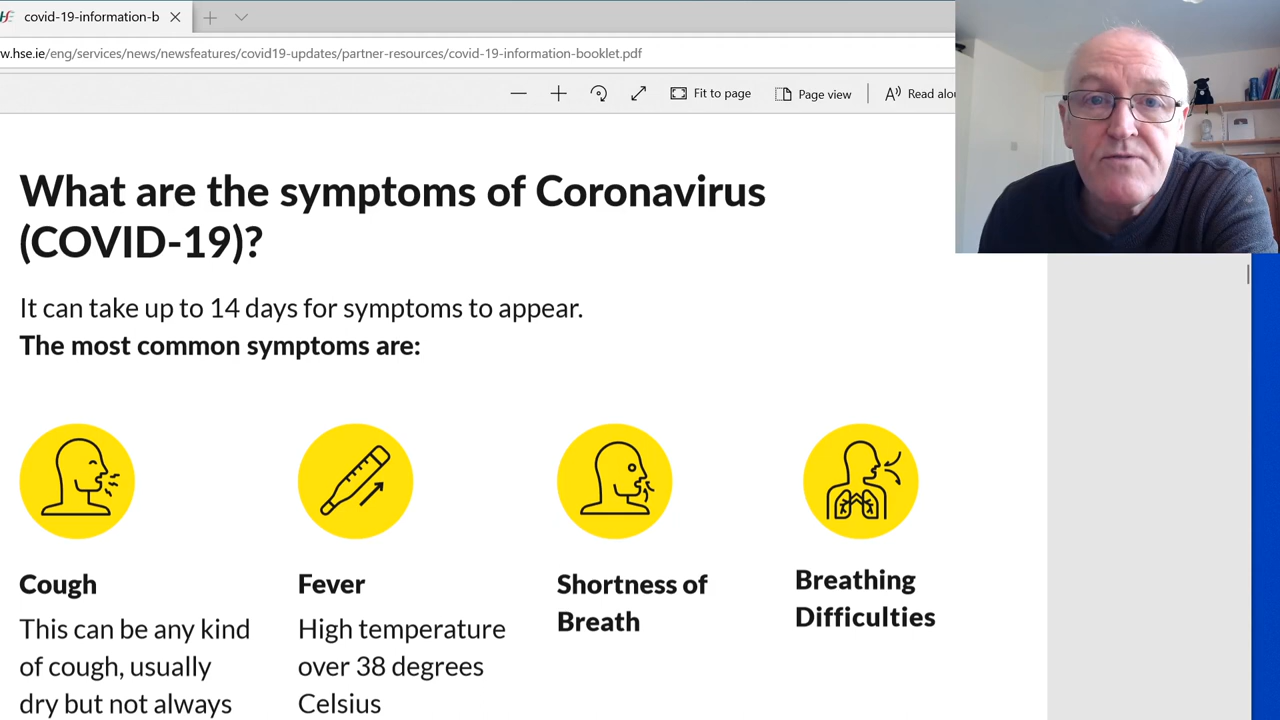 covid-19-information-b
w.hse.ie/eng/services/news/newsfeatures/covid19-updates/partner-resources/covid-19-information-booklet.pdf
Fit to page
Page view
Read alou
What are the symptoms of Coronavirus
(COVID-19)?
It can take up to 14 days for symptoms to appear.
The most common symptoms are:
Cough
This can be any kind
of cough, usually
dry but not always
Fever
High temperature
over 38 degrees
Celsius
Shortness of
Breath
Breathing
Difficulties